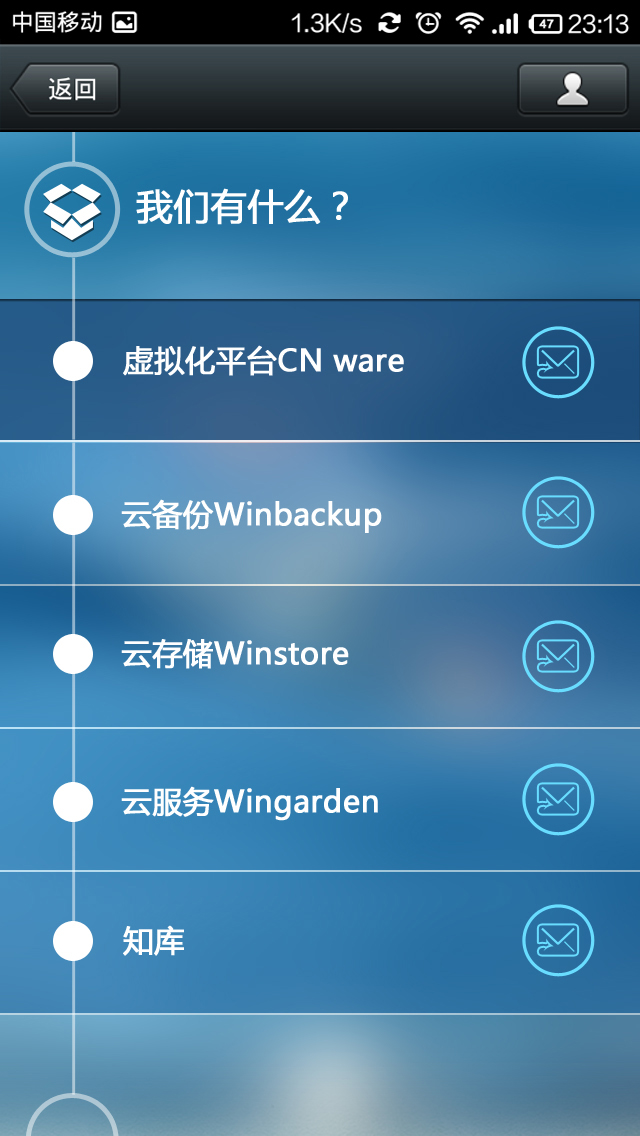 中国移动 1.3K/s 47 23:13
返回
我们有什么？
虚拟化平台CN ware
云备份Winbackup
云存储Winstore
云服务Wingarden
知库